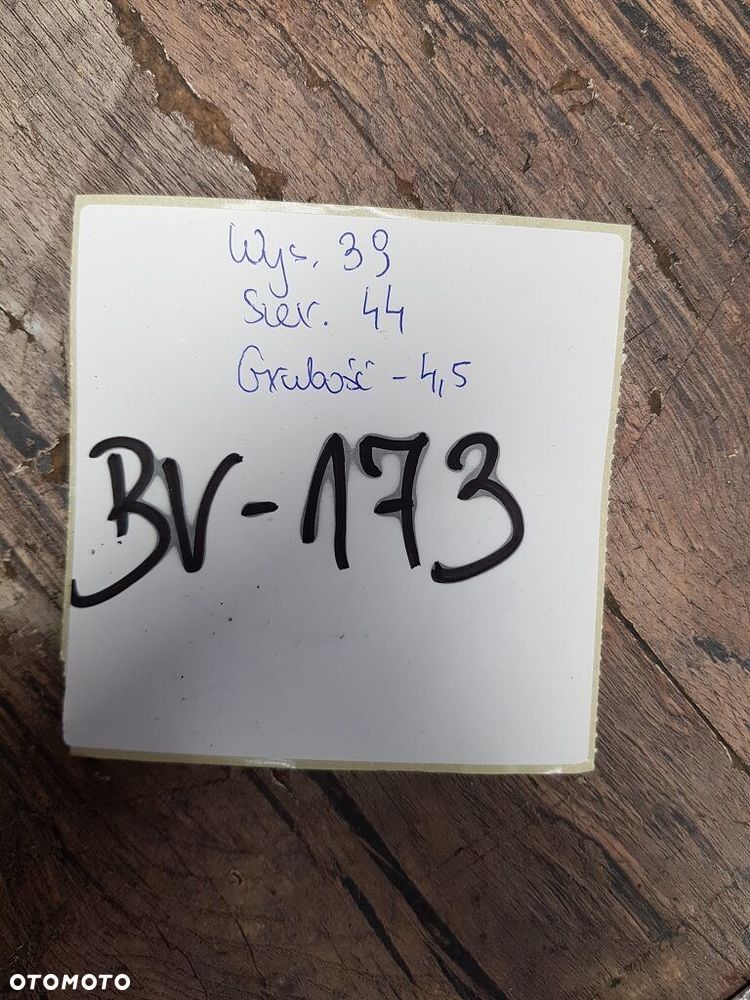 Wys. 39
Szer. 44
Grubość - 4,5
BV-173
OTOMOTO